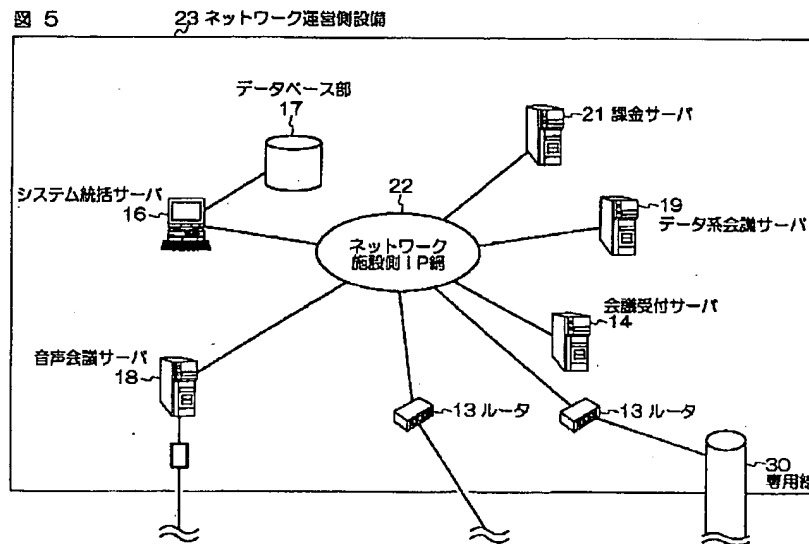 図 5
23 ネットワーク運営側設備
データベース部
17
21 課金サーバ
システム統括サーバ
16
22
ネットワーク
施設側IP網
19
データ系会議サーバ
会議受付サーバ
14
音声会議サーバ
18
13 ルータ
13 ルータ
30
専用線